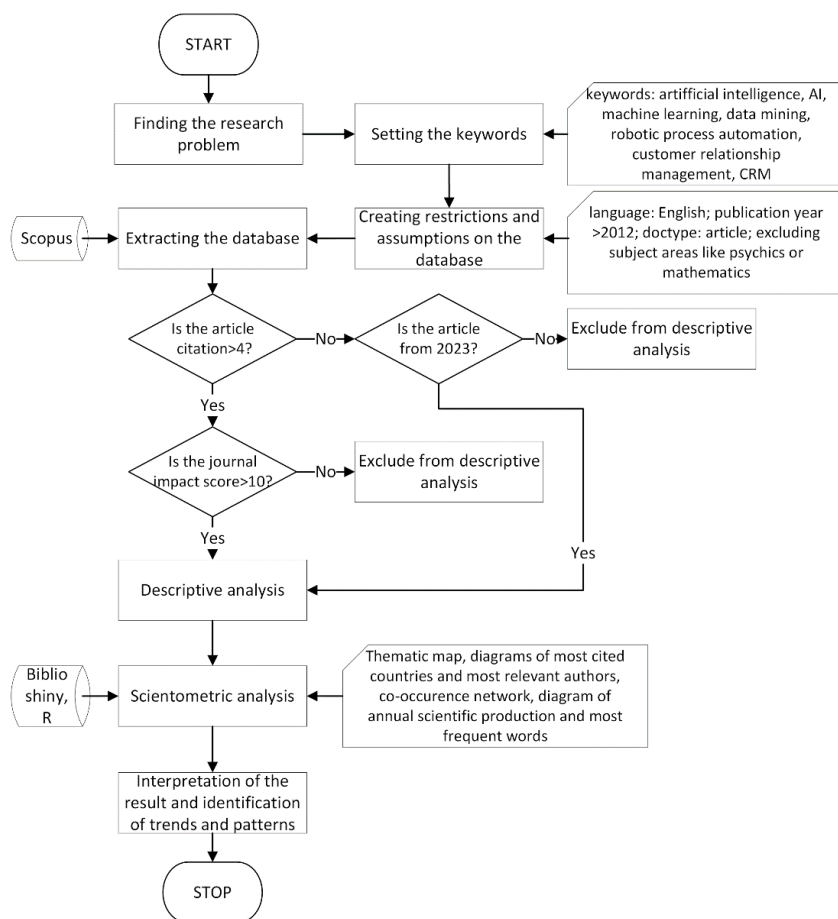 START
Finding the research
problem
Setting the keywords
keywords: artifficial intelligence, AI,
machine learning, data mining,
robotic process automation,
customer relationship
management, CRM
Scopus
Extracting the database
Creating restrictions and
assumptions on the
database
language: English; publication year
>2012; doctype: article; excluding
subject areas like psychics or
mathematics
Is the article
citation>4?
No
Is the article
from 2023?
No
Exclude from descriptive
analysis
Yes
Is the journal
impact score>10?
No
Exclude from descriptive
analysis
Yes
Yes
Descriptive analysis
Biblio
shiny,
R
Scientometric analysis
Thematic map, diagrams of most cited
countries and most relevant authors,
co-occurence network, diagram of
annual scientific production and most
frequent words
Interpretation of the
result and identification
of trends and patterns
STOP